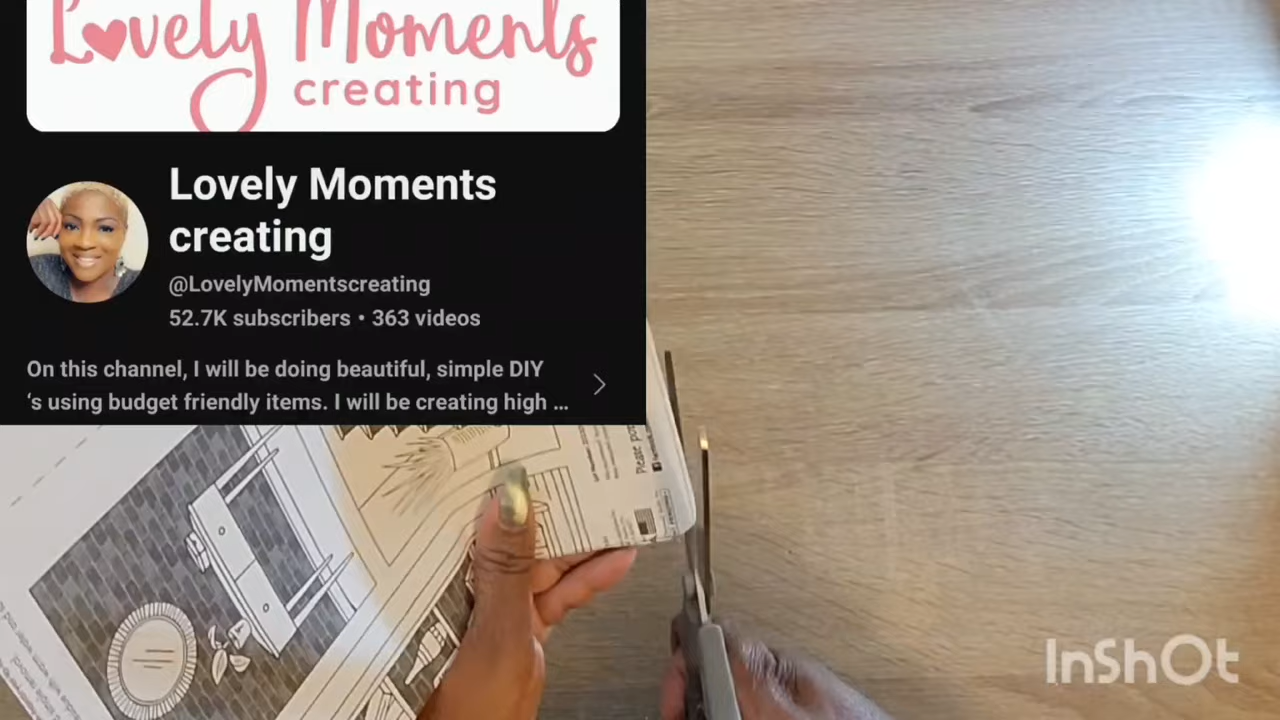 Lovely Moments
creating
Lovely Moments
creating
@LovelyMomentscreating
52.7K subscribers • 363 videos
On this channel, I will be doing beautiful, simple DIY
‘s using budget friendly items. I will be creating high ...
Please
InShOt